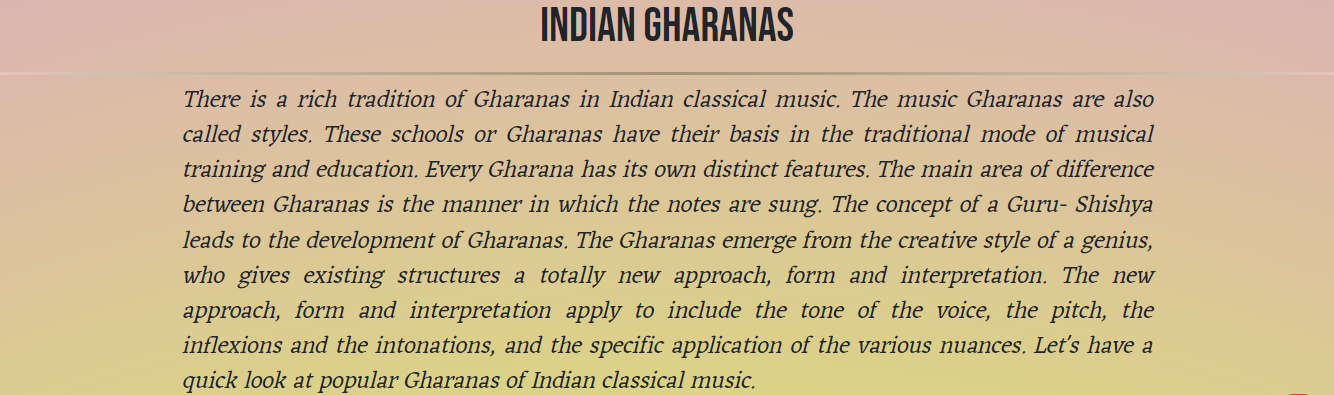 INDIAN GHARANAS
There is a rich tradition of Gharanas in Indian classical music. The music Gharanas are also
called styles. These schools or Gharanas have their basis in the traditional mode of musical
training and education. Every Gharana has its own distinct features. The main area of difference
between Gharanas is the manner in which the notes are sung. The concept of a Guru- Shishya
leads to the development of Gharanas. The Gharanas emerge from the creative style of a genius,
who gives existing structures a totally new approach, form and interpretation. The new
approach, form and interpretation apply to include the tone of the voice, the pitch, the
inflexions and the intonations, and the specific application of the various nuances. Let's have a
quick look at popular Gharanas of Indian classical music.